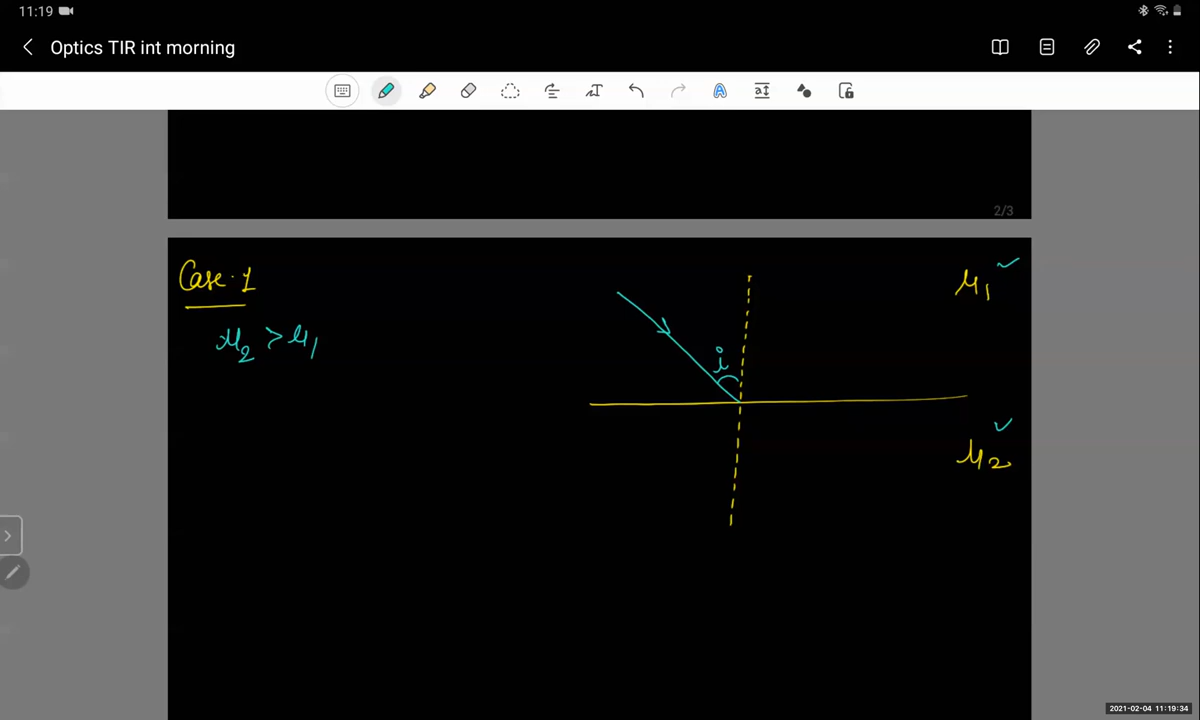 11:19
Optics TIR int morning
2/3
Case-1
μ₂ > μ₁
μ₁
i
μ₂
2021-02-04 11:19:34